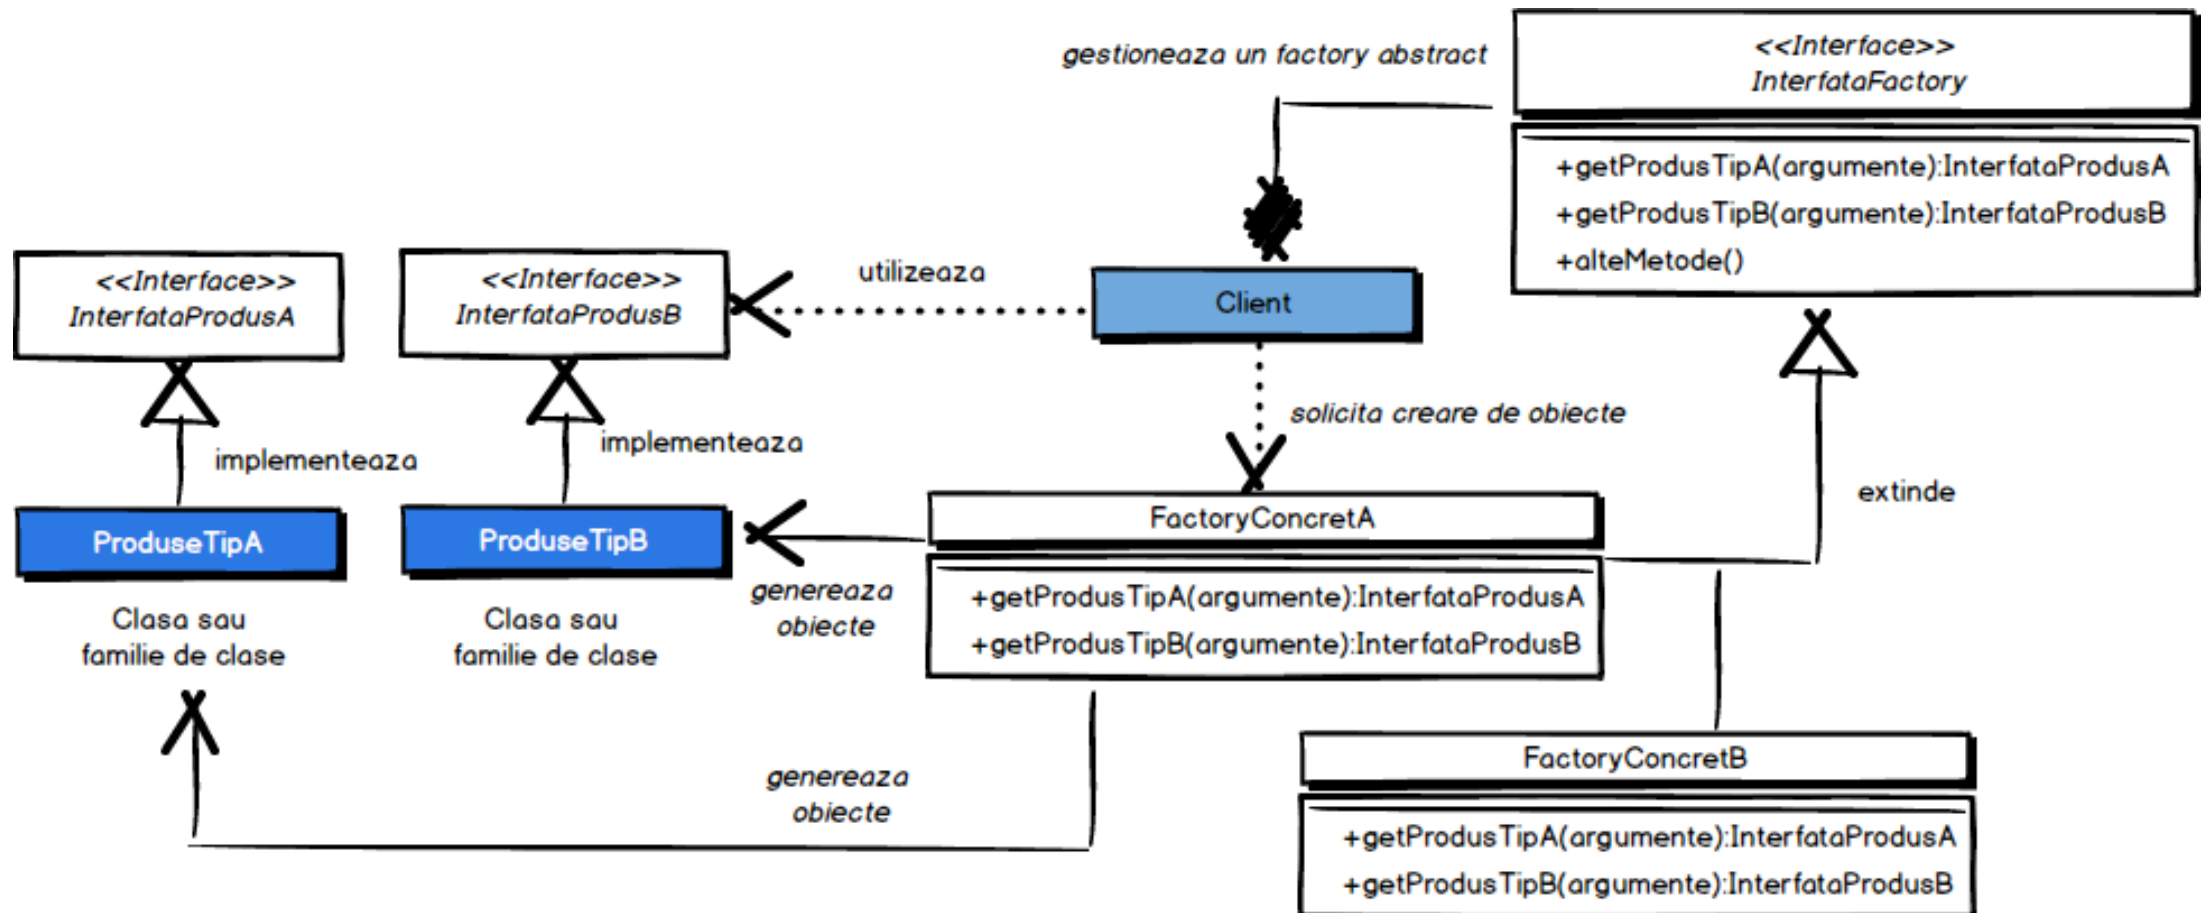 gestioneaza un factory abstract
<<Interface>>
InterfataFactory
+getProdusTipA(argumente):InterfataProdusA
+getProdusTipB(argumente):InterfataProdusB
+alteMetode()
<<Interface>>
InterfataProdusA
<<Interface>>
InterfataProdusB
utilizeaza
Client
solicita creare de obiecte
implementeaza
implementeaza
extinde
ProduseTipA
ProduseTipB
FactoryConcretA
+getProdusTipA(argumente):InterfataProdusA
+getProdusTipB(argumente):InterfataProdusB
Clasa sau
familie de clase
Clasa sau
familie de clase
genereaza
obiecte
genereaza
obiecte
FactoryConcretB
+getProdusTipA(argumente):InterfataProdusA
+getProdusTipB(argumente):InterfataProdusB